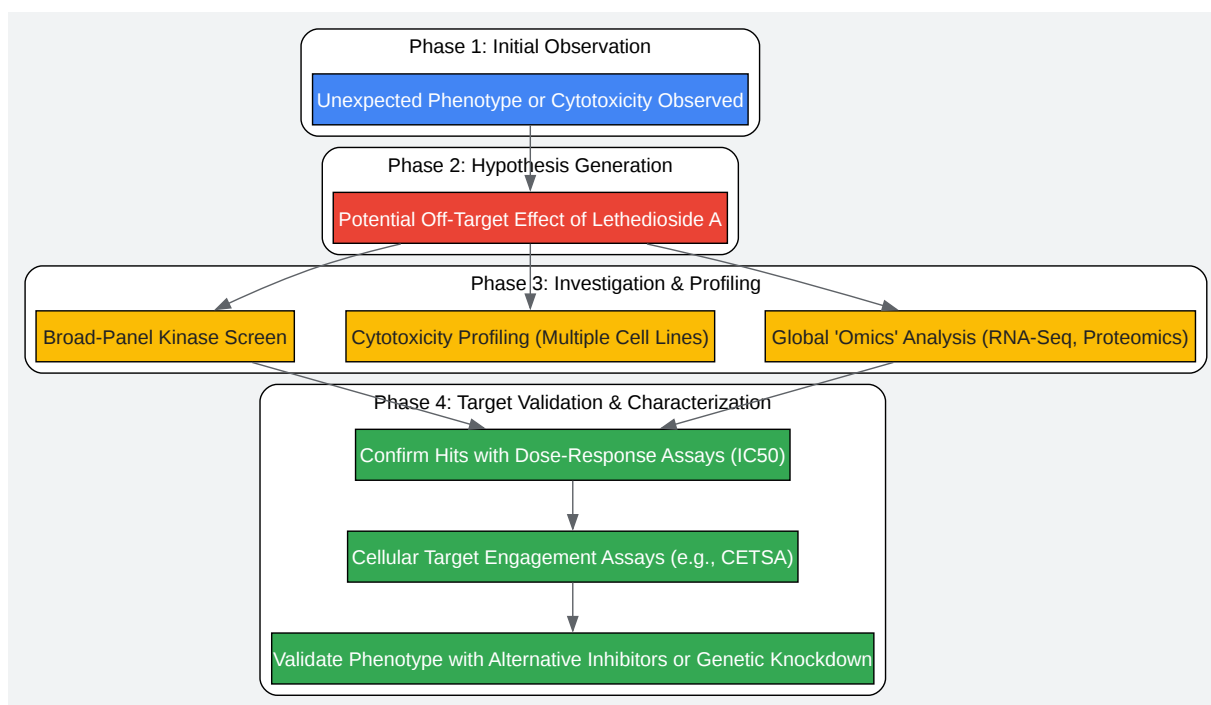 Phase 1: Initial Observation
Unexpected Phenotype or Cytotoxicity Observed
Phase 2: Hypothesis Generation
Potential Off-Target Effect of Lethedioside A
Phase 3: Investigation & Profiling
Broad-Panel Kinase Screen
Cytotoxicity Profiling (Multiple Cell Lines)
Global 'Omics' Analysis (RNA-Seq, Proteomics)
Phase 4: Target Validation & Characterization
Confirm Hits with Dose-Response Assays (IC50)
Cellular Target Engagement Assays (e.g., CETSA)
Validate Phenotype with Alternative Inhibitors or Genetic Knockdown